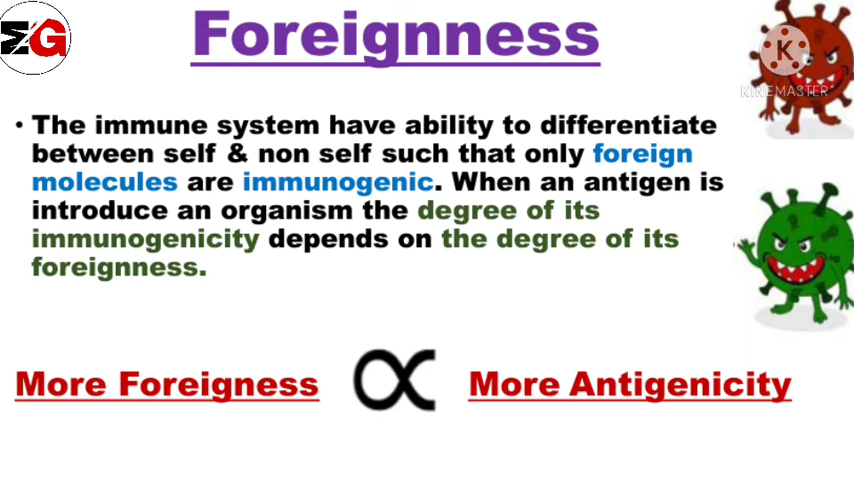 ΣG
Foreignness
K
KINEMASTER
• The immune system have ability to differentiate
between self & non self such that only foreign
molecules are immunogenic. When an antigen is
introduce an organism the degree of its
immunogenicity depends on the degree of its
foreignness.
More Foreigness ∝ More Antigenicity